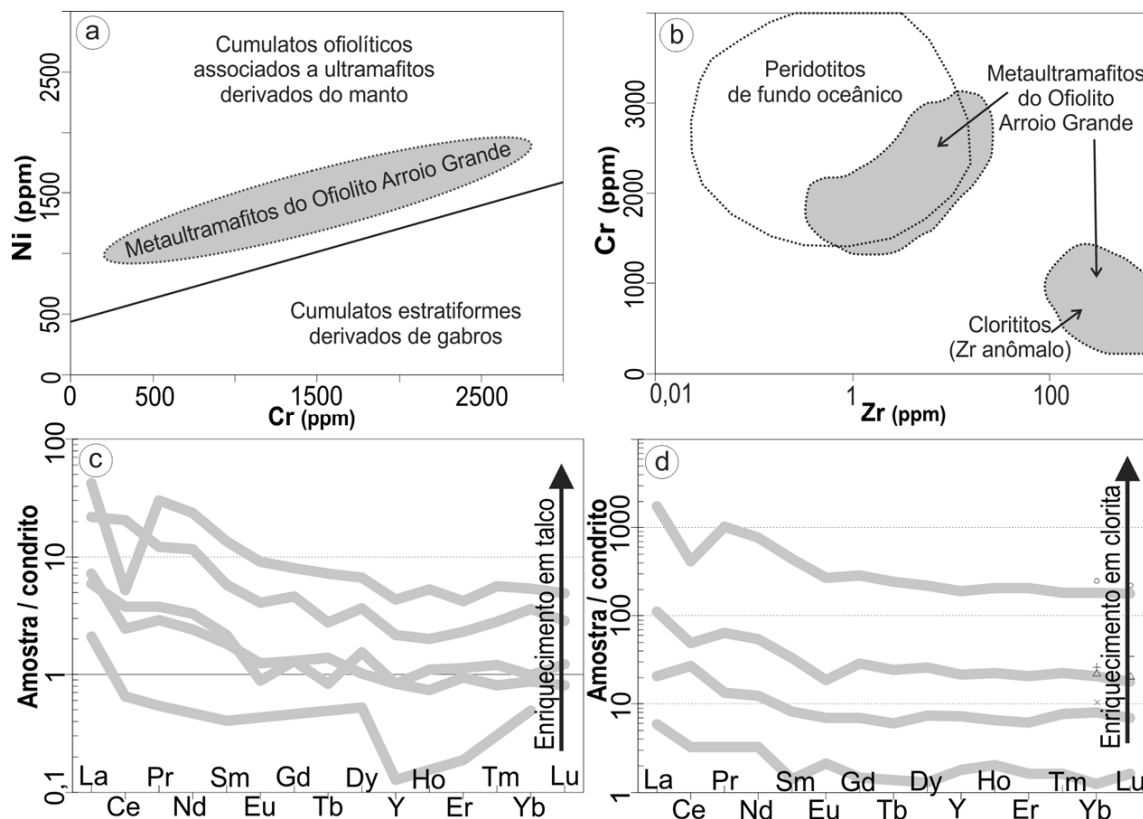 a
Cumulatos ofiolíticos
associados a ultramafitos
derivados do manto
Metaultramafitos do Ofiolito Arroio Grande
Cumulatos estratiformes
derivados de gabros
Ni (ppm)
2500
1500
500
0
0
500
1500
2500
Cr (ppm)
b
Peridotitos
de fundo oceânico
Metaultramafitos
do Ofiolito
Arroio Grande
Clorititos
(Zr anômalo)
Cr (ppm)
3000
2000
1000
0
0,01
1
100
Zr (ppm)
c
Amostra / condrito
100
10
1
0,1
Enriquecimento em talco
La
Ce
Pr
Nd
Sm
Eu
Gd
Tb
Dy
Y
Ho
Er
Tm
Yb
Lu
d
Amostra / condrito
1000
100
10
1
Enriquecimento em clorita
La
Ce
Pr
Nd
Sm
Eu
Gd
Tb
Dy
Y
Ho
Er
Tm
Yb
Lu